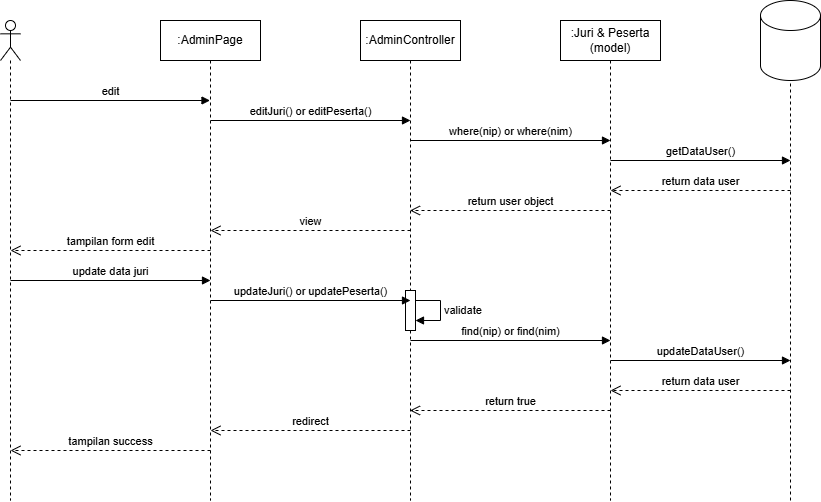 :AdminPage
:AdminController
:Juri & Peserta
(model)
edit
editJuri() or editPeserta()
where(nip) or where(nim)
getDataUser()
return data user
return user object
view
tampilan form edit
update data juri
updateJuri() or updatePeserta()
validate
find(nip) or find(nim)
updateDataUser()
return data user
return true
redirect
tampilan success